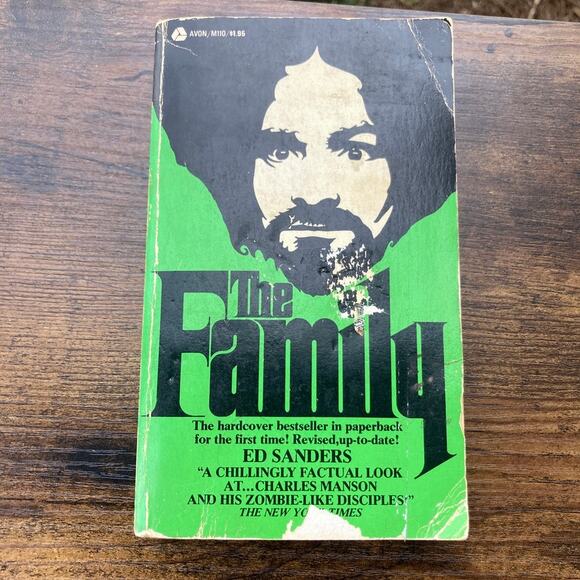 AVON/M110/$1.95
The
Family
The hardcover bestseller in paperback
for the first time! Revised, up-to-date!
ED SANDERS
"A CHILLINGLY FACTUAL LOOK
AT...CHARLES MANSON
AND HIS ZOMBIE-LIKE DISCIPLES."
THE NEW YORK TIMES